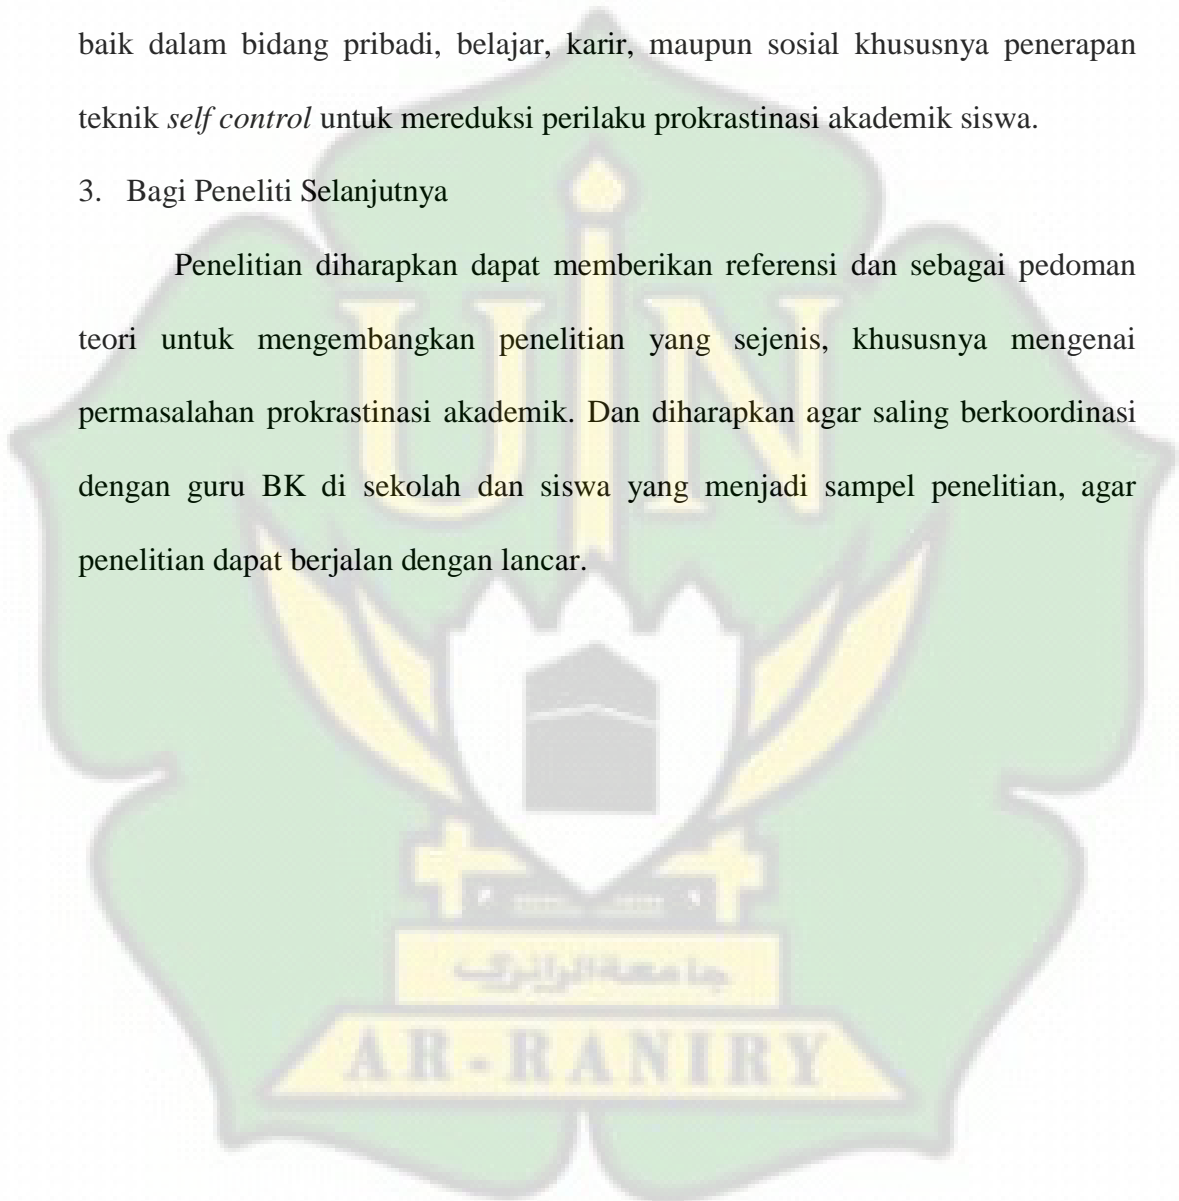 baik dalam bidang pribadi, belajar, karir, maupun sosial khususnya penerapan
teknik self control untuk mereduksi perilaku prokrastinasi akademik siswa.
3. Bagi Peneliti Selanjutnya
Penelitian diharapkan dapat memberikan referensi dan sebagai pedoman
teori untuk mengembangkan penelitian yang sejenis, khususnya mengenai
permasalahan prokrastinasi akademik. Dan diharapkan agar saling berkoordinasi
dengan guru BK di sekolah dan siswa yang menjadi sampel penelitian, agar
penelitian dapat berjalan dengan lancar.
UIN
جامعة الرانيري
AR-RANIRY